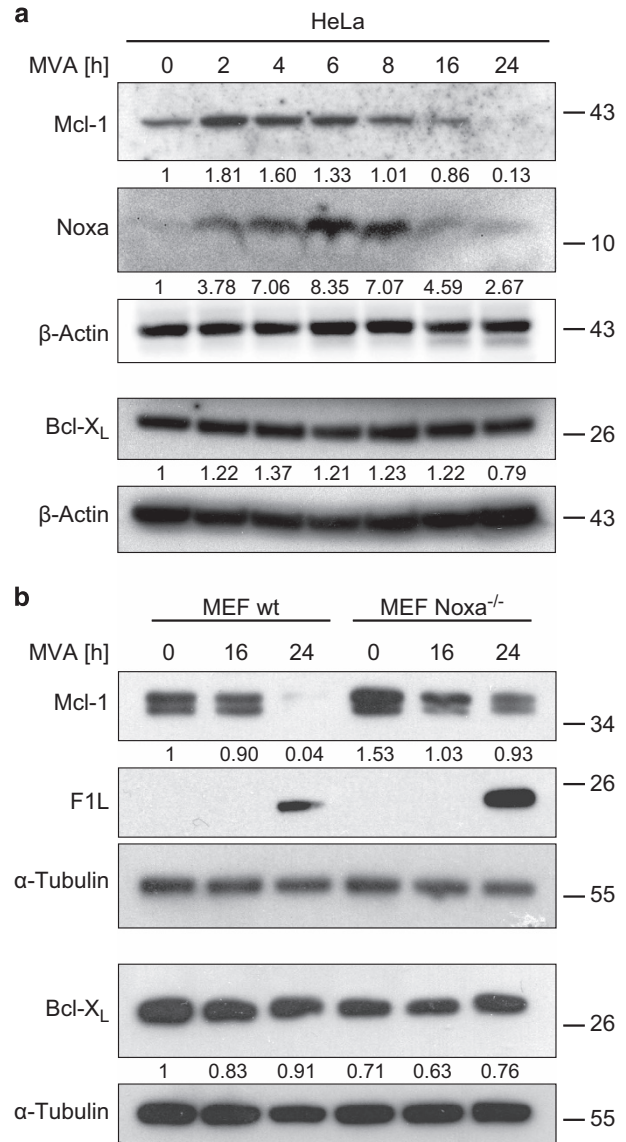 a
HeLa
MVA [h] 0 2 4 6 8 16 24
Mcl-1 — 43
1 1.81 1.60 1.33 1.01 0.86 0.13
Noxa — 10
1 3.78 7.06 8.35 7.07 4.59 2.67
β-Actin — 43
Bcl-XL — 26
1 1.22 1.37 1.21 1.23 1.22 0.79
β-Actin — 43
b
MEF wt MEF Noxa-/-
MVA [h] 0 16 24 0 16 24
Mcl-1 — 34
1 0.90 0.04 1.53 1.03 0.93
F1L — 26
α-Tubulin — 55
Bcl-XL — 26
1 0.83 0.91 0.71 0.63 0.76
α-Tubulin — 55